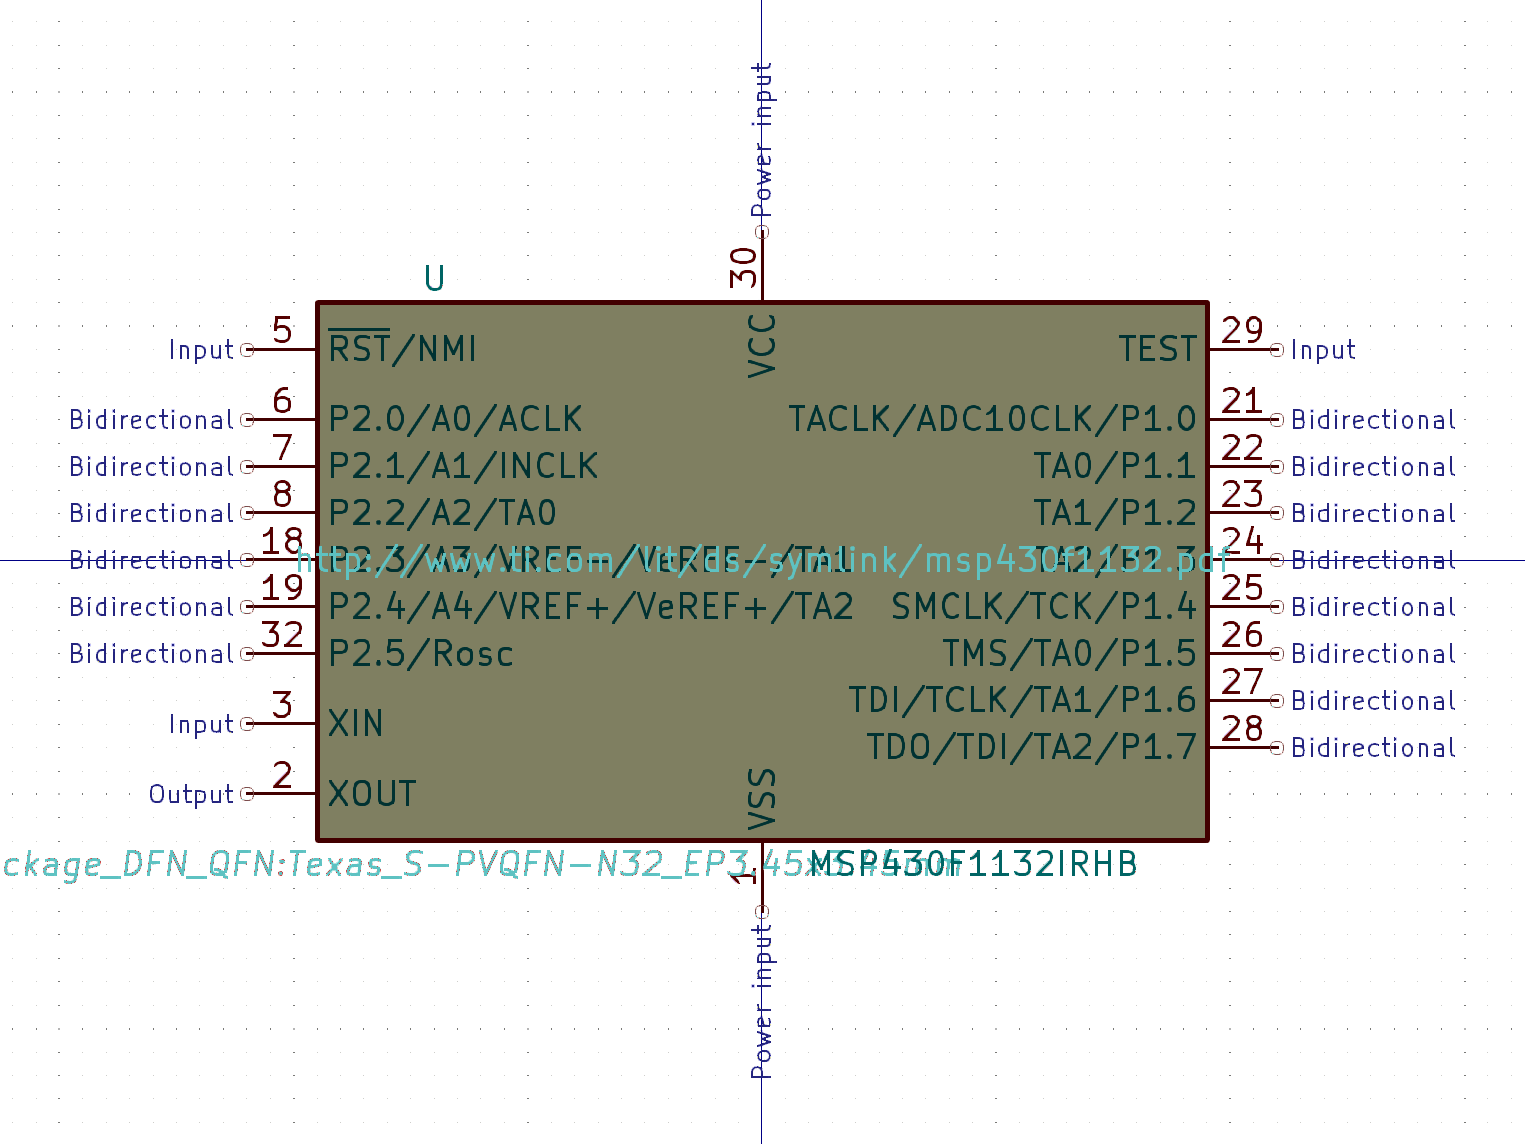 Power input
30
U
VCC
Input 5 RST/NMI TEST 29 Input
Bidirectional 6 P2.0/A0/ACLK TACLK/ADC10CLK/P1.0 21 Bidirectional
Bidirectional 7 P2.1/A1/INCLK TA0/P1.1 22 Bidirectional
Bidirectional 8 P2.2/A2/TA0 TA1/P1.2 23 Bidirectional
Bidirectional 18 P2.3/A3/VREF-/VeREF-/TA1 TA2/P1.3 24 Bidirectional
http://www.ti.com/lit/ds/symlink/msp430f1132.pdf
Bidirectional 19 P2.4/A4/VREF+/VeREF+/TA2 SMCLK/TCK/P1.4 25 Bidirectional
Bidirectional 32 P2.5/Rosc TMS/TA0/P1.5 26 Bidirectional
TDI/TCLK/TA1/P1.6 27 Bidirectional
Input 3 XIN
TDO/TDI/TA2/P1.7 28 Bidirectional
Output 2 XOUT
VSS
ckage_DFN_QFN:Texas_S-PVQFN-N32_EP3.45x3.45mm
MSP430F1132IRHB
1
Power input